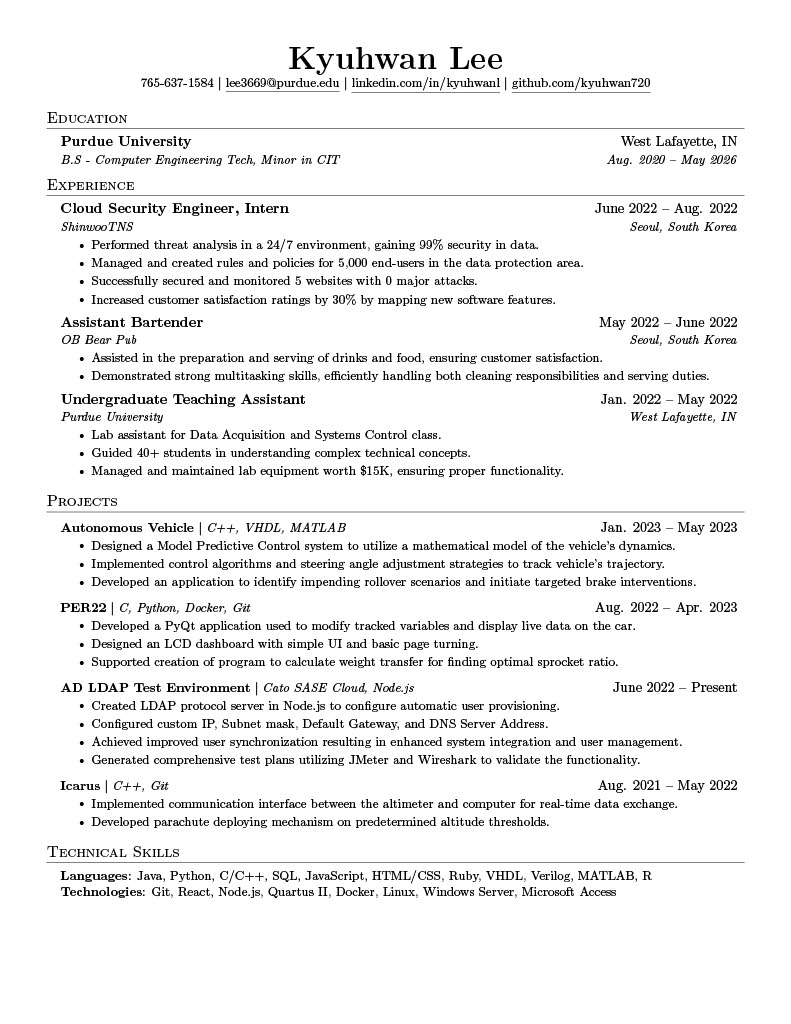 Kyuhwan Lee
765-637-1584 | lee3669@purdue.edu | linkedin.com/in/kyuhwanl | github.com/kyuhwan720
Education
Purdue University West Lafayette, IN
B.S - Computer Engineering Tech, Minor in CIT Aug. 2020 – May 2026
Experience
Cloud Security Engineer, Intern June 2022 – Aug. 2022
ShinwooTNS Seoul, South Korea
• Performed threat analysis in a 24/7 environment, gaining 99% security in data.
• Managed and created rules and policies for 5,000 end-users in the data protection area.
• Successfully secured and monitored 5 websites with 0 major attacks.
• Increased customer satisfaction ratings by 30% by mapping new software features.
Assistant Bartender May 2022 – June 2022
OB Bear Pub Seoul, South Korea
• Assisted in the preparation and serving of drinks and food, ensuring customer satisfaction.
• Demonstrated strong multitasking skills, efficiently handling both cleaning responsibilities and serving duties.
Undergraduate Teaching Assistant Jan. 2022 – May 2022
Purdue University West Lafayette, IN
• Lab assistant for Data Acquisition and Systems Control class.
• Guided 40+ students in understanding complex technical concepts.
• Managed and maintained lab equipment worth $15K, ensuring proper functionality.
Projects
Autonomous Vehicle | C++, VHDL, MATLAB Jan. 2023 – May 2023
• Designed a Model Predictive Control system to utilize a mathematical model of the vehicle's dynamics.
• Implemented control algorithms and steering angle adjustment strategies to track vehicle's trajectory.
• Developed an application to identify impending rollover scenarios and initiate targeted brake interventions.
PER22 | C, Python, Docker, Git Aug. 2022 – Apr. 2023
• Developed a PyQt application used to modify tracked variables and display live data on the car.
• Designed an LCD dashboard with simple UI and basic page turning.
• Supported creation of program to calculate weight transfer for finding optimal sprocket ratio.
AD LDAP Test Environment | Cato SASE Cloud, Node.js June 2022 – Present
• Created LDAP protocol server in Node.js to configure automatic user provisioning.
• Configured custom IP, Subnet mask, Default Gateway, and DNS Server Address.
• Achieved improved user synchronization resulting in enhanced system integration and user management.
• Generated comprehensive test plans utilizing JMeter and Wireshark to validate the functionality.
Icarus | C++, Git Aug. 2021 – May 2022
• Implemented communication interface between the altimeter and computer for real-time data exchange.
• Developed parachute deploying mechanism on predetermined altitude thresholds.
Technical Skills
Languages: Java, Python, C/C++, SQL, JavaScript, HTML/CSS, Ruby, VHDL, Verilog, MATLAB, R
Technologies: Git, React, Node.js, Quartus II, Docker, Linux, Windows Server, Microsoft Access